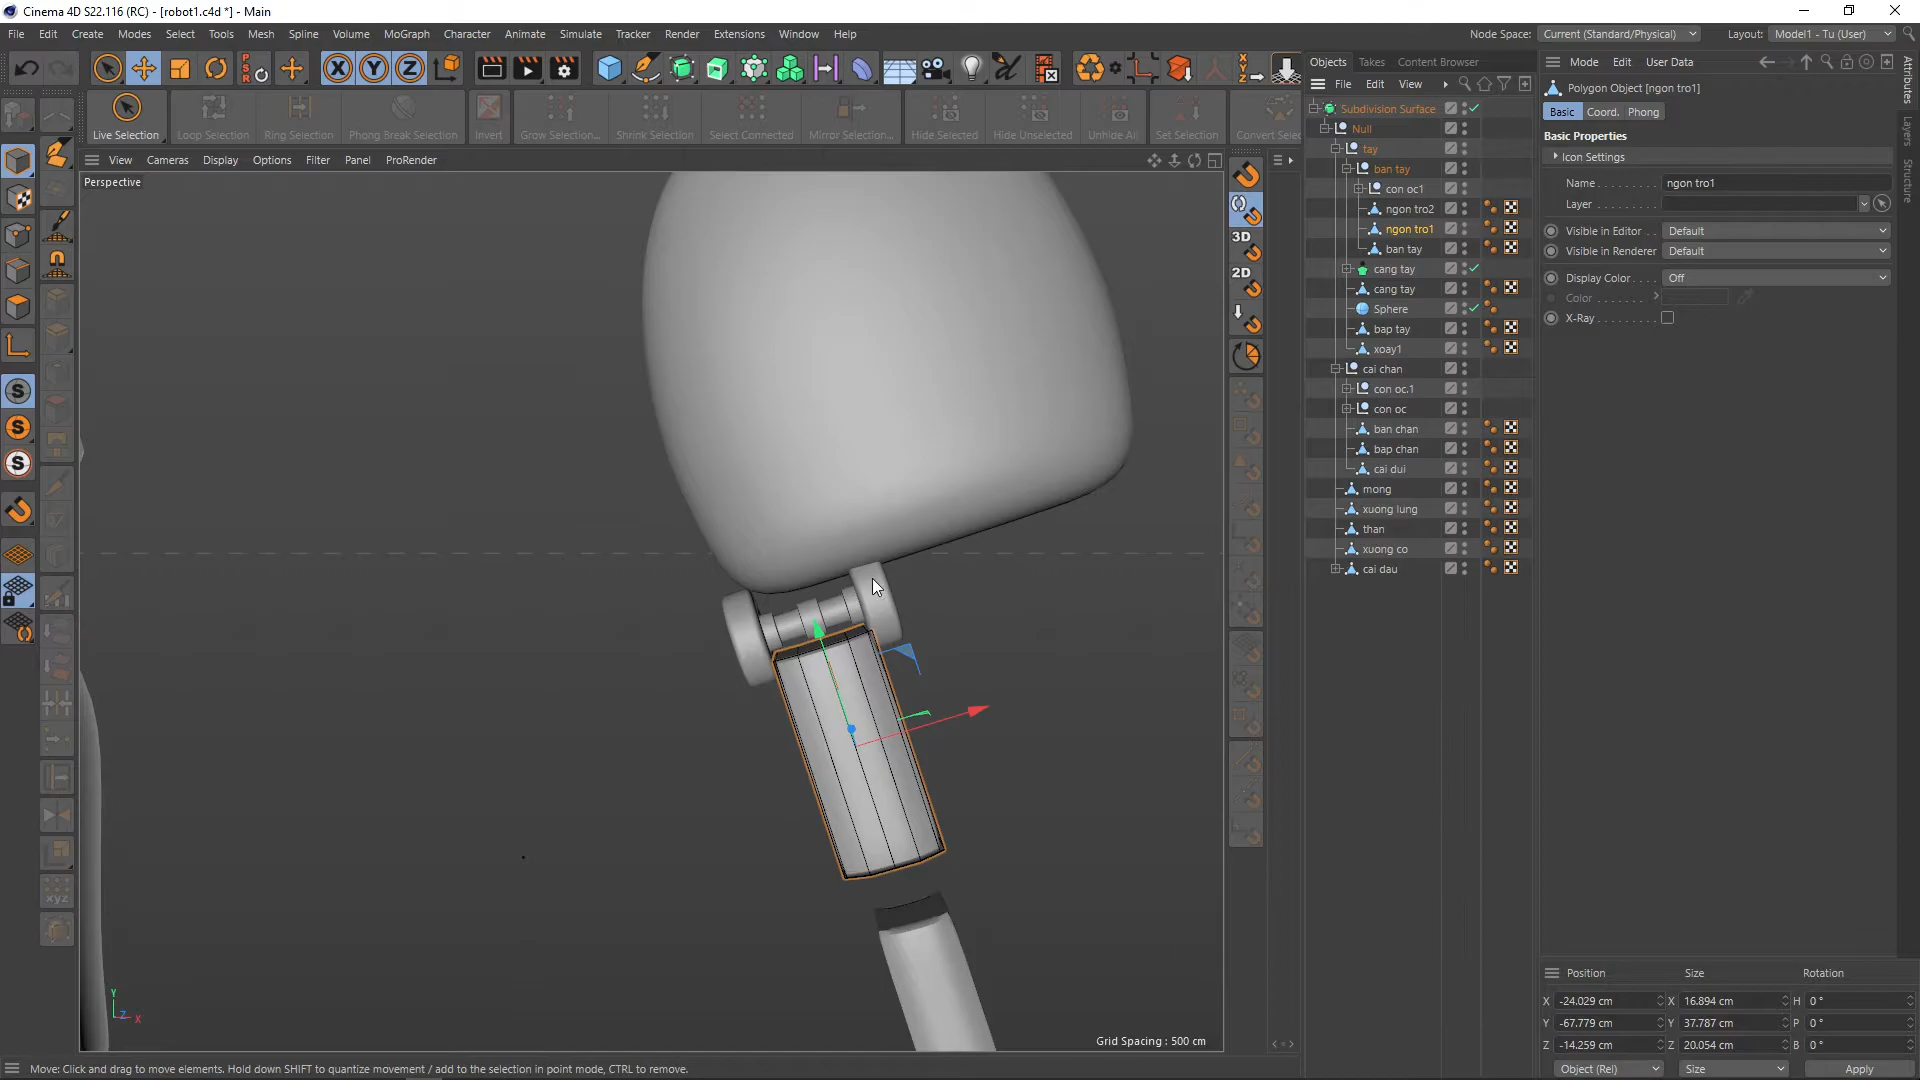 Cinema 4D S22.116 (RC) - [robot1.c4d *] - Main
File Edit Create Modes Select Tools Mesh Spline Volume MoGraph Character Animate Simulate Tracker Render Extensions Window Help
Node Space: Current (Standard/Physical) Layout: Model1 - Tu (User)
Live Selection Loop Selection Ring Selection Phong Break Selection Invert Grow Selection... Shrink Selection Select Connected Mirror Selection... Hide Selected Hide Unselected Unhide All Set Selection Convert Selec
View Cameras Display Options Filter Panel ProRender
Perspective
3D
2D
Y
Z
X
Grid Spacing : 500 cm
Objects Takes Content Browser
File Edit View
Subdivision Surface
Null
tay
ban tay
con oc1
ngon tro2
ngon tro1
ban tay
cang tay
cang tay
Sphere
bap tay
xoay1
cai chan
con oc.1
con oc
ban chan
bap chan
cai dui
mong
xuong lung
than
xuong co
cai dau
Mode Edit User Data
Polygon Object [ngon tro1]
Basic Coord. Phong
Basic Properties
Icon Settings
Name . . . . . . . . . ngon tro1
Layer . . . . . . . . .
Visible in Editor . . Default
Visible in Renderer Default
Display Color . . . . Off
Color . . . . . . .
X-Ray . . . . . . . . .
Attributes
Layers
Structure
Position Size Rotation
X -24.029 cm X 16.894 cm H 0 °
Y -67.779 cm Y 37.787 cm P 0 °
Z -14.259 cm Z 20.054 cm B 0 °
Object (Rel) Size Apply
Move: Click and drag to move elements. Hold down SHIFT to quantize movement / add to the selection in point mode, CTRL to remove.